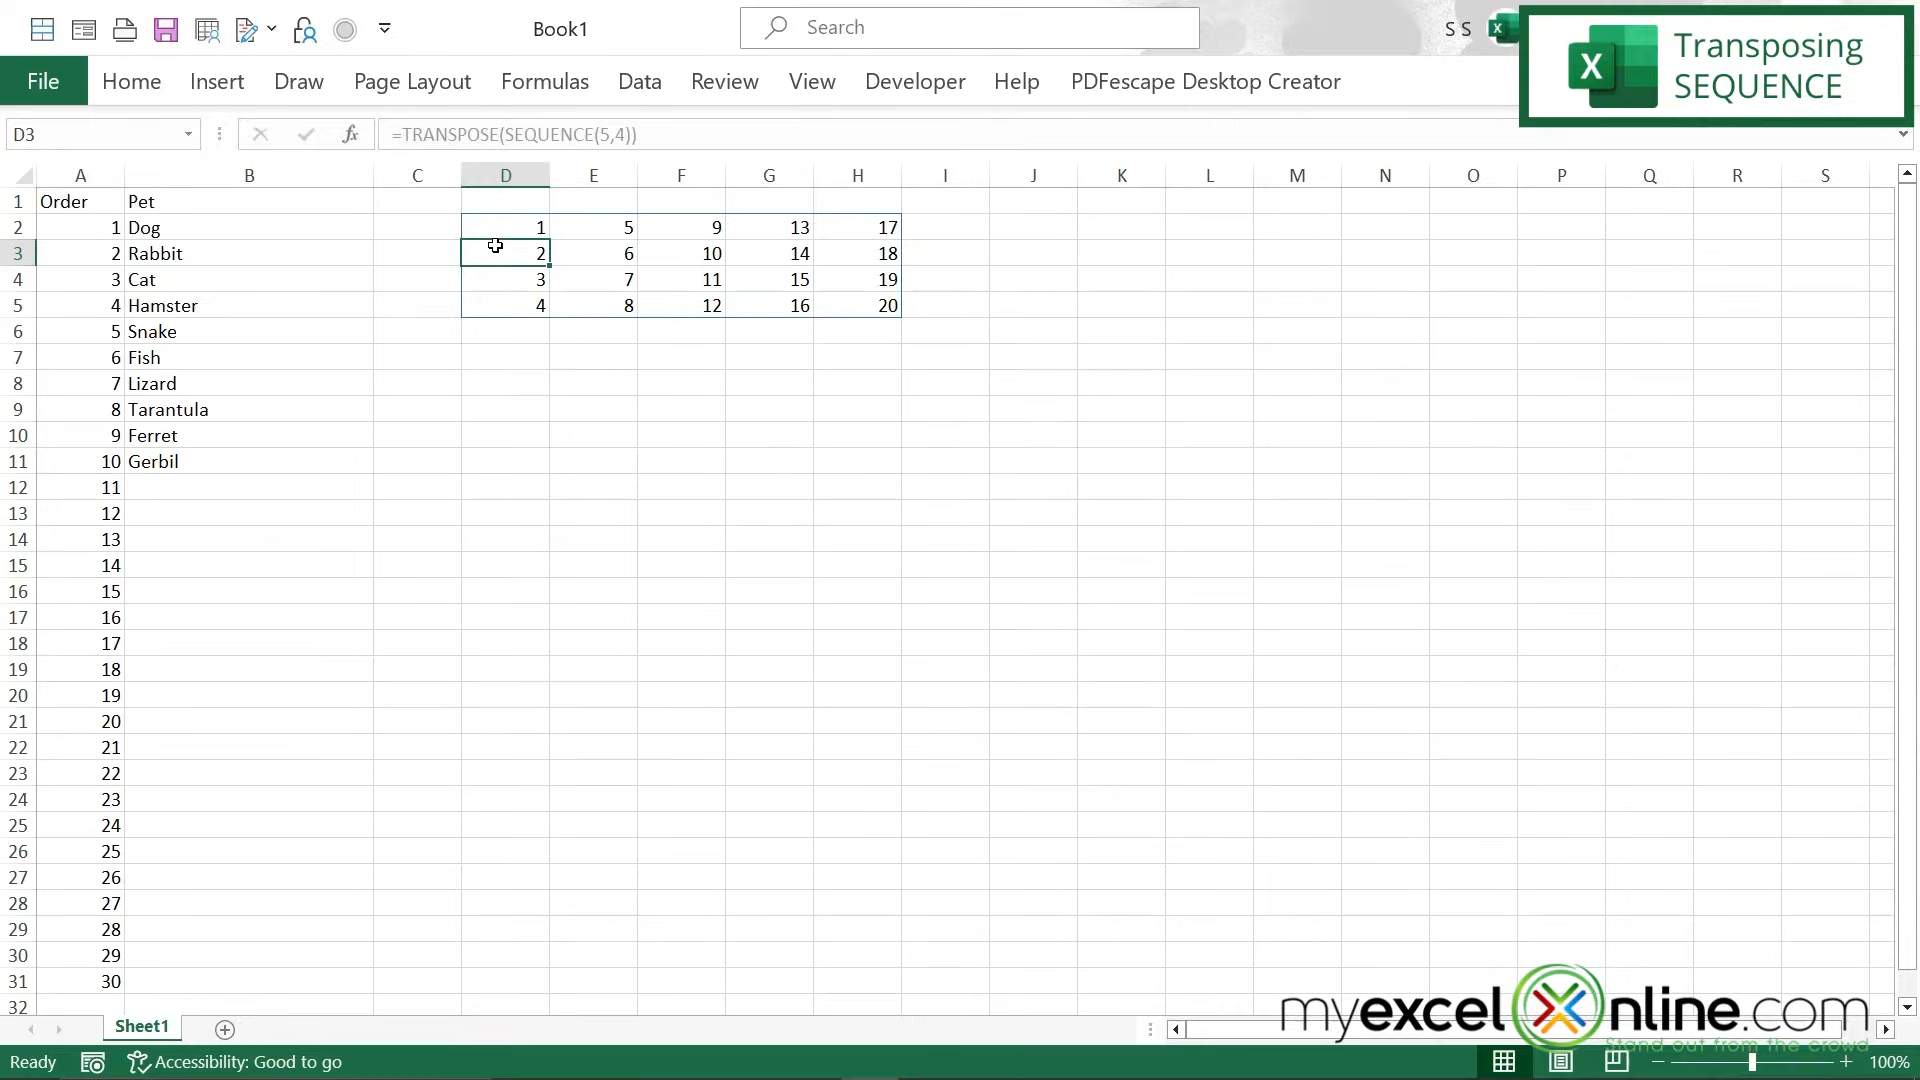 Book1
Search
S S
Transposing
SEQUENCE
File Home Insert Draw Page Layout Formulas Data Review View Developer Help PDFescape Desktop Creator
D3
fx
=TRANSPOSE(SEQUENCE(5,4))
A B C D E F G H I J K L M N O P Q R S
1 Order Pet
2 1 Dog 1 5 9 13 17
3 2 Rabbit 2 6 10 14 18
4 3 Cat 3 7 11 15 19
5 4 Hamster 4 8 12 16 20
6 5 Snake
7 6 Fish
8 7 Lizard
9 8 Tarantula
10 9 Ferret
11 10 Gerbil
12 11
13 12
14 13
15 14
16 15
17 16
18 17
19 18
20 19
21 20
22 21
23 22
24 23
25 24
26 25
27 26
28 27
29 28
30 29
31 30
32
Sheet1
myexcelonline.com
Stand out from the crowd
Ready
Accessibility: Good to go
100%